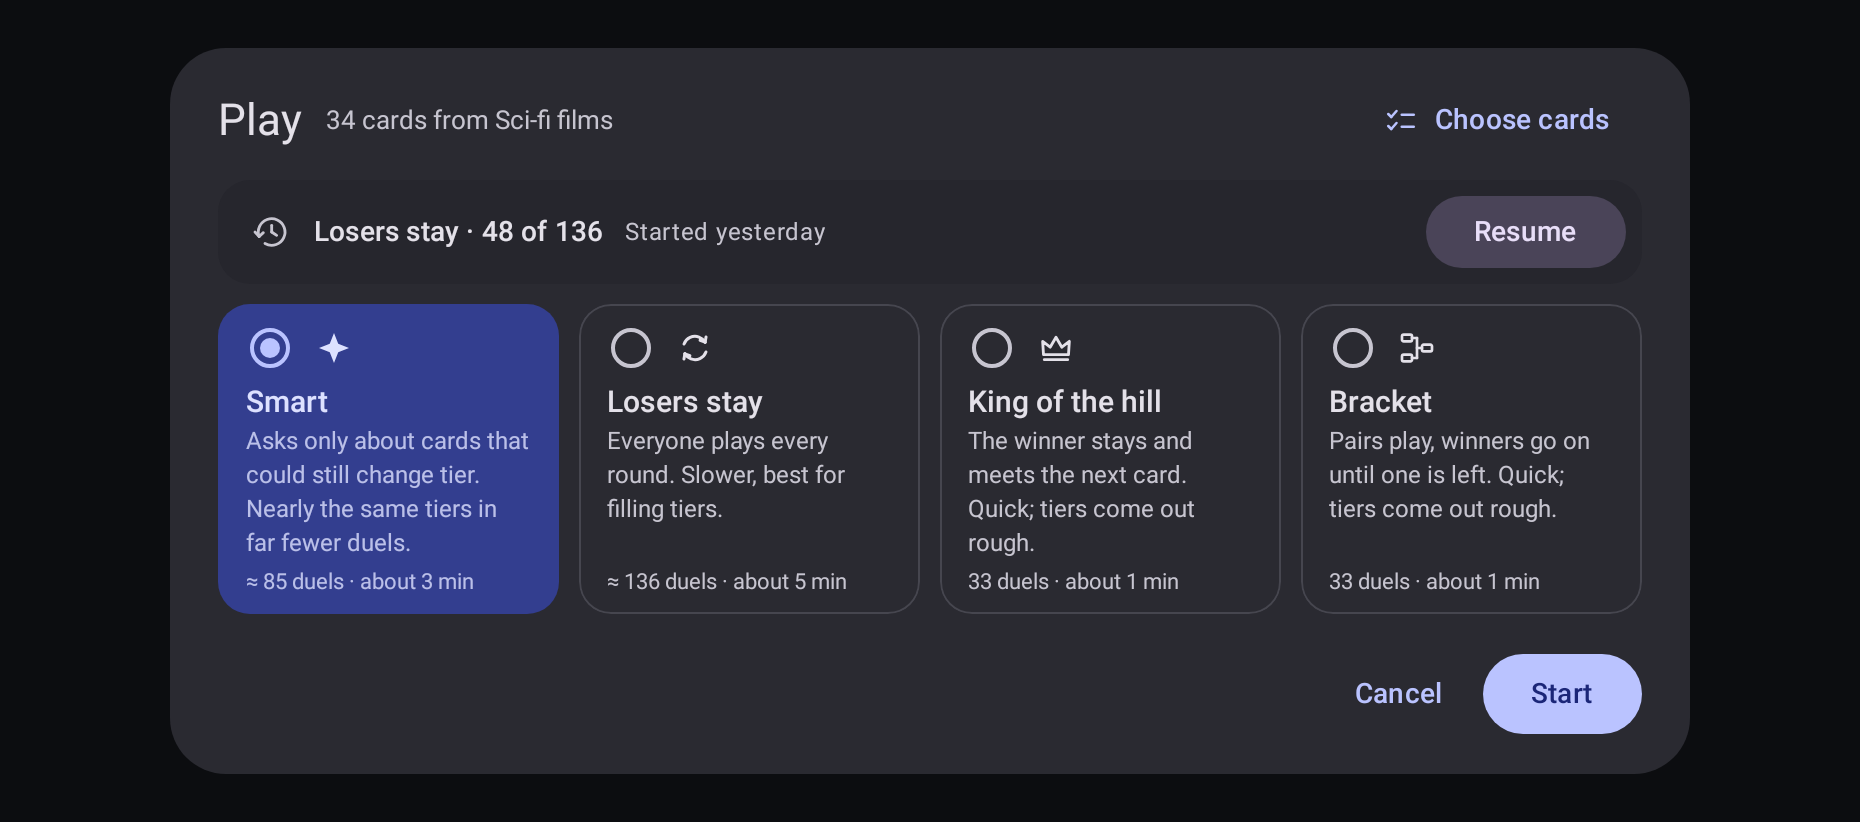 Play 34 cards from Sci-fi films Choose cards
Losers stay · 48 of 136 Started yesterday Resume
Smart
Asks only about cards that
could still change tier.
Nearly the same tiers in
far fewer duels.
≈ 85 duels · about 3 min
Losers stay
Everyone plays every
round. Slower, best for
filling tiers.
≈ 136 duels · about 5 min
King of the hill
The winner stays and
meets the next card.
Quick; tiers come out
rough.
33 duels · about 1 min
Bracket
Pairs play, winners go on
until one is left. Quick;
tiers come out rough.
33 duels · about 1 min
Cancel Start